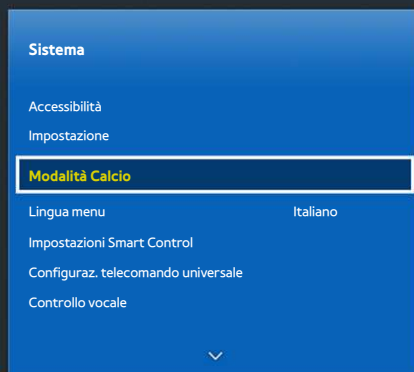 Sistema
Accessibilità
Impostazione
Modalità Calcio
Lingua menu Italiano
Impostazioni Smart Control
Configuraz. telecomando universale
Controllo vocale